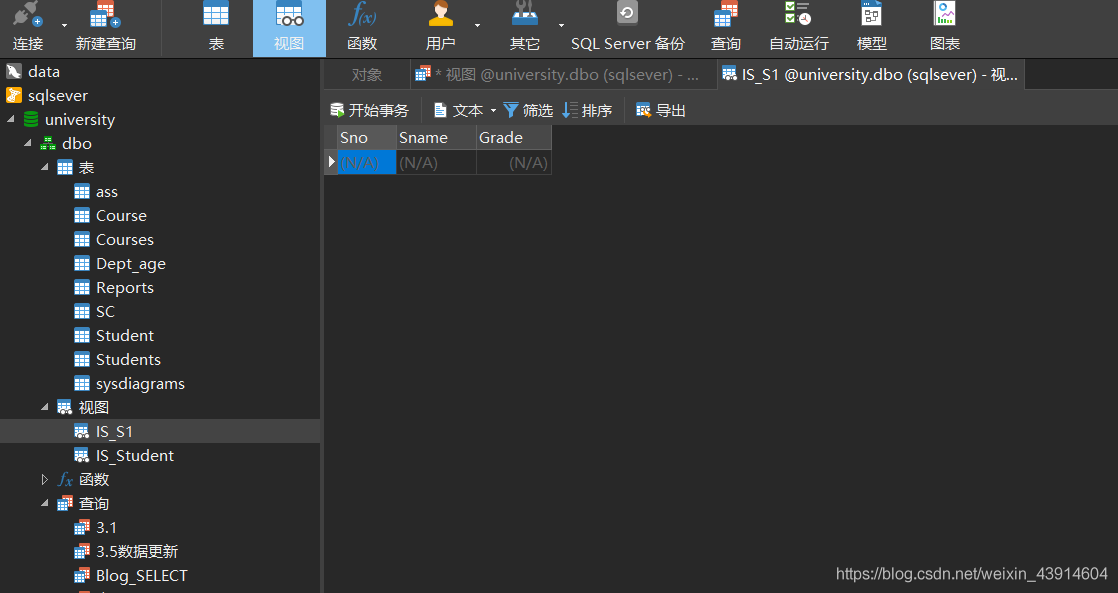 连接 新建查询 表 视图 f(x) 函数 用户 其它 SQL Server 备份 查询 自动运行 模型 图表
data
sqlsever
university
dbo
表
ass
Course
Courses
Dept_age
Reports
SC
Student
Students
sysdiagrams
视图
IS_S1
IS_Student
fx 函数
查询
3.1
3.5数据更新
Blog_SELECT
对象 * 视图 @university.dbo (sqlsever) - ... IS_S1 @university.dbo (sqlsever) - 视...
开始事务 文本 筛选 排序 导出
Sno Sname Grade
(N/A) (N/A) (N/A)
https://blog.csdn.net/weixin_43914604